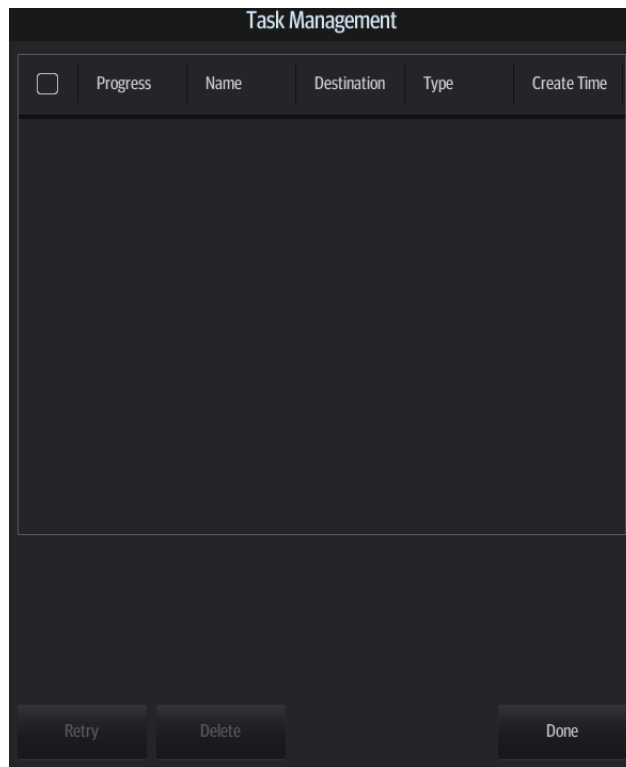 Task Management
Progress Name Destination Type Create Time
Retry Delete Done